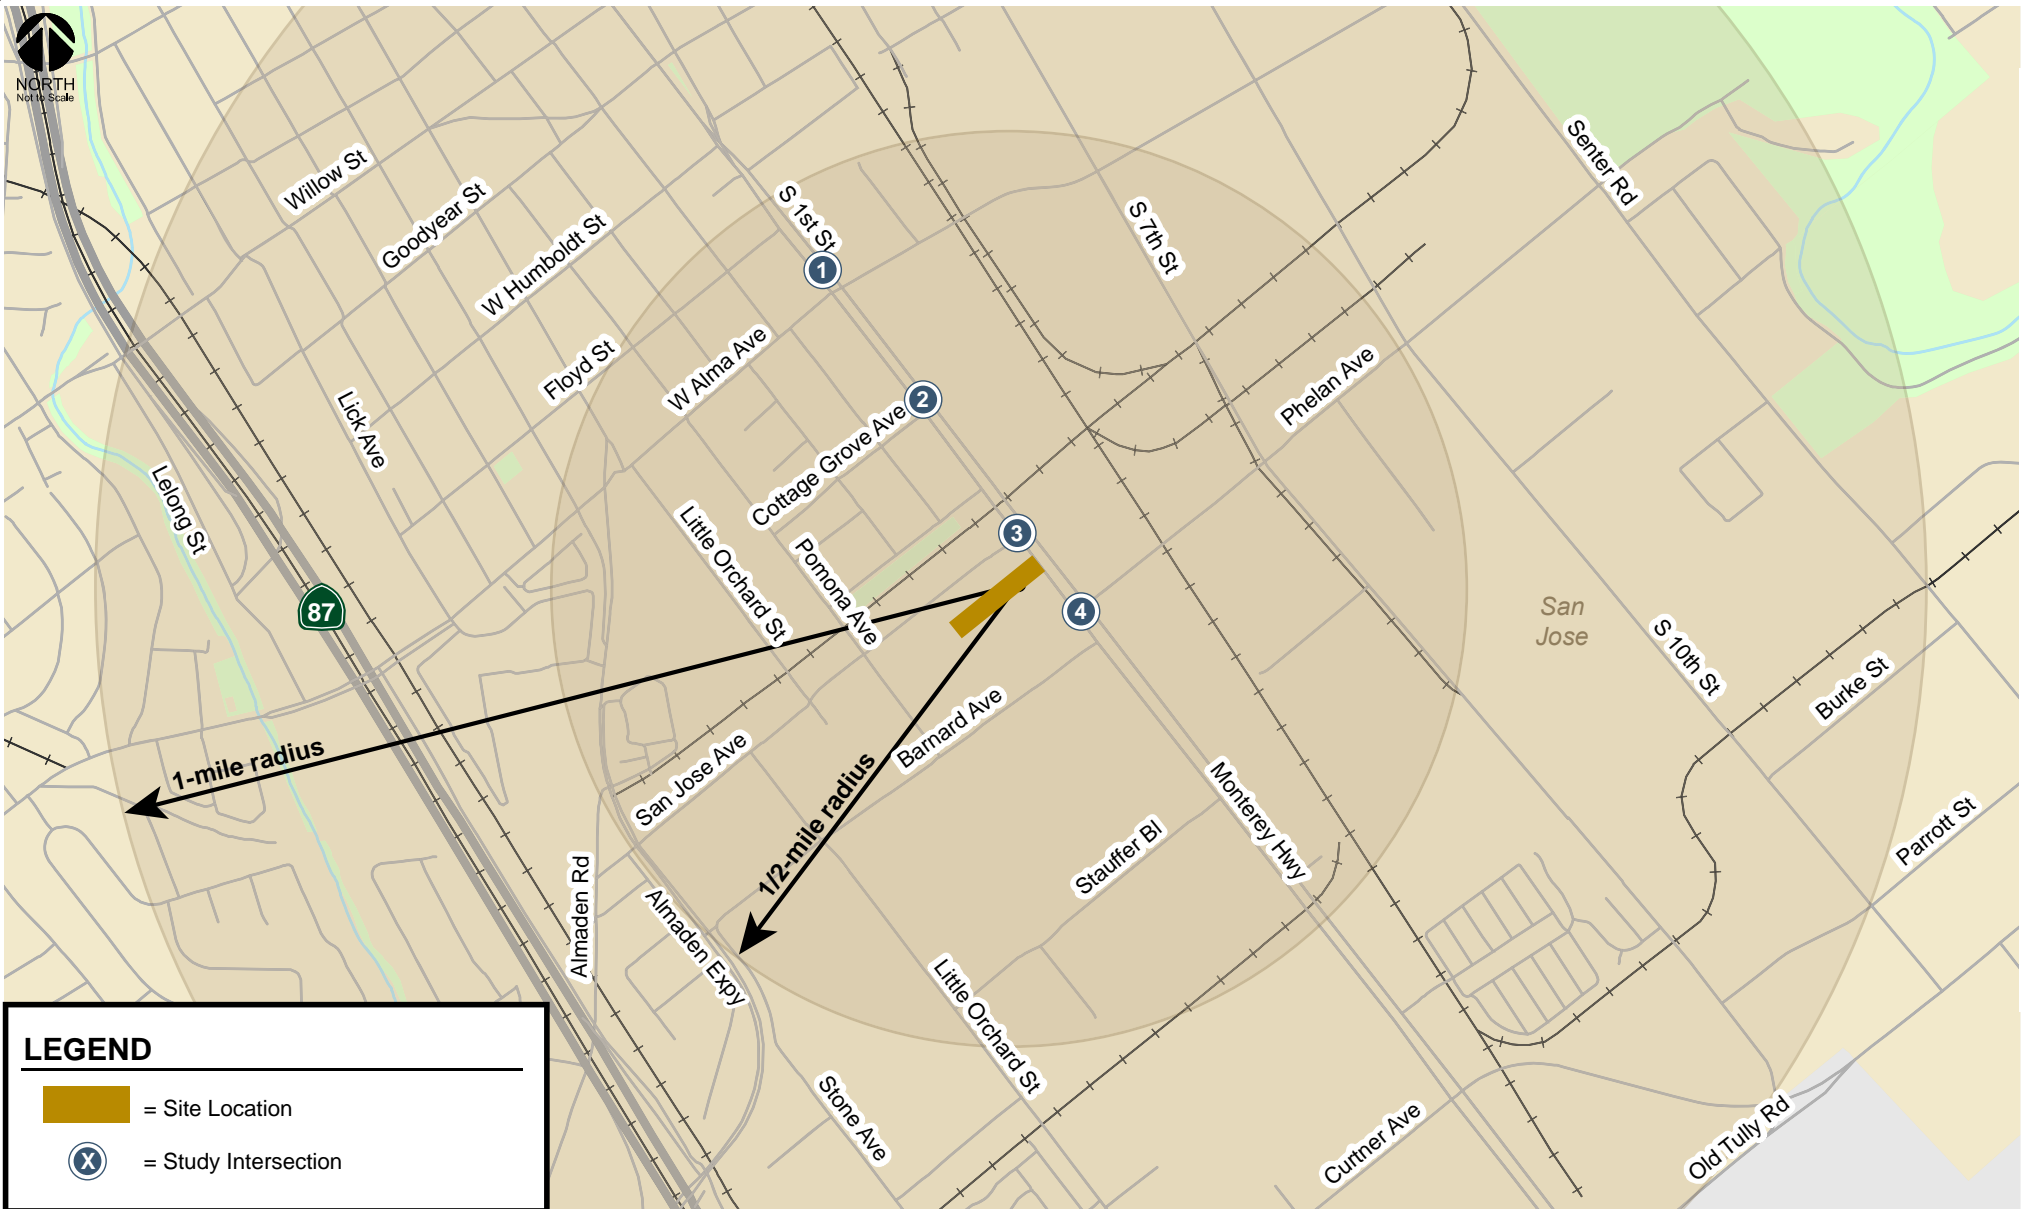 NORTH
Not to Scale
Willow St
Goodyear St
W Humboldt St
S 1st St
S 7th St
Senter Rd
1
Floyd St
W Alma Ave
Lick Ave
2
Phelan Ave
Cottage Grove Ave
Lelong St
Little Orchard St
Pomona Ave
3
4
87
San
Jose
S 10th St
Burke St
1-mile radius
San Jose Ave
Barnard Ave
1/2-mile radius
Monterey Hwy
Stauffer Bl
Parrott St
Almaden Rd
Almaden Expy
Little Orchard St
Stone Ave
Curtner Ave
Old Tully Rd
LEGEND
= Site Location
X = Study Intersection